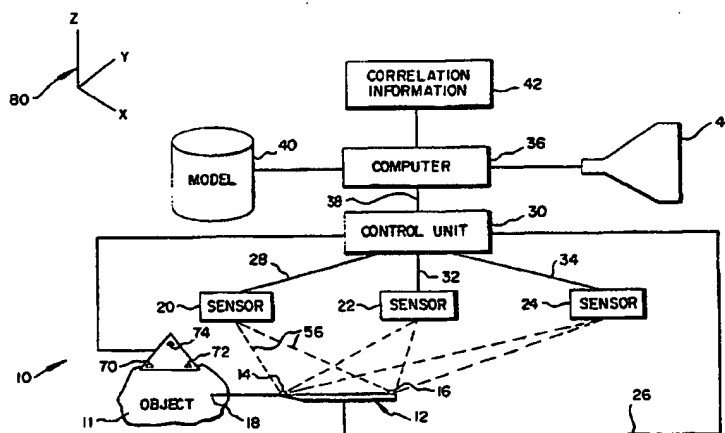 Z
Y
80
X
CORRELATION
INFORMATION
42
40
36
4
MODEL
COMPUTER
38
30
CONTROL UNIT
28
32
34
20
SENSOR
22
SENSOR
24
SENSOR
74
56
70
72
14
16
10
12
26
OBJECT
11
18